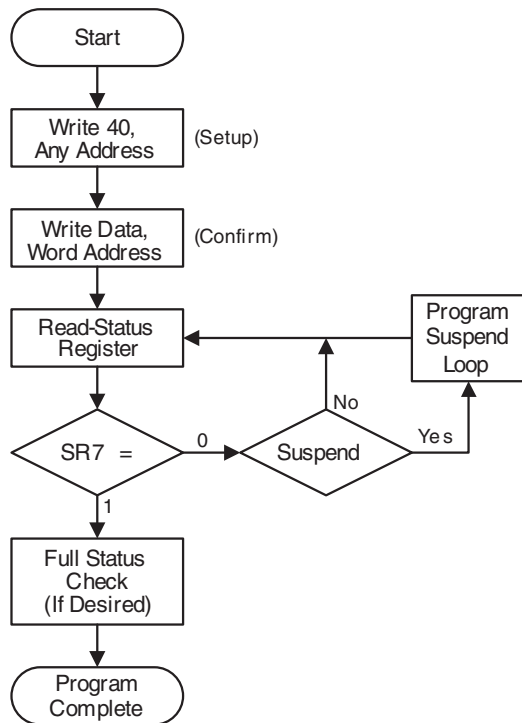 Start
Write 40,
Any Address
(Setup)
Write Data,
Word Address
(Confirm)
Read-Status
Register
Program
Suspend
Loop
No
SR7 =
0
Suspend
Yes
1
Full Status
Check
(If Desired)
Program
Complete